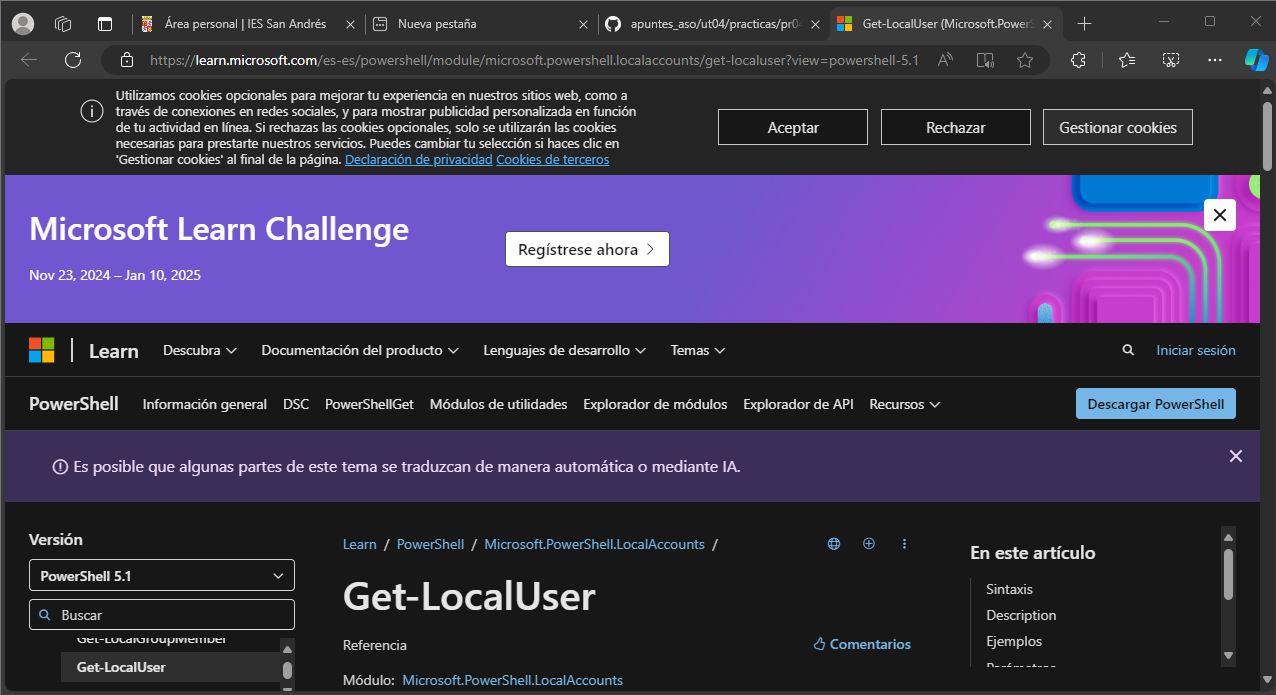 Área personal | IES San Andrés
Nueva pestaña
apuntes_aso/ut04/practicas/pr04
Get-LocalUser (Microsoft.PowerS
https://learn.microsoft.com/es-es/powershell/module/microsoft.powershell.localaccounts/get-localuser?view=powershell-5.1
Utilizamos cookies opcionales para mejorar tu experiencia en nuestros sitios web, como a
través de conexiones en redes sociales, y para mostrar publicidad personalizada en función
de tu actividad en línea. Si rechazas las cookies opcionales, solo se utilizarán las cookies
necesarias para prestarte nuestros servicios. Puedes cambiar tu selección si haces clic en
'Gestionar cookies' al final de la página. Declaración de privacidad Cookies de terceros
Aceptar
Rechazar
Gestionar cookies
Microsoft Learn Challenge
Nov 23, 2024 – Jan 10, 2025
Regístrese ahora
Learn
Descubra
Documentación del producto
Lenguajes de desarrollo
Temas
Iniciar sesión
PowerShell
Información general
DSC
PowerShellGet
Módulos de utilidades
Explorador de módulos
Explorador de API
Recursos
Descargar PowerShell
Es posible que algunas partes de este tema se traduzcan de manera automática o mediante IA.
Versión
PowerShell 5.1
Buscar
Get-LocalGroupMember
Get-LocalUser
Learn / PowerShell / Microsoft.PowerShell.LocalAccounts /
Get-LocalUser
Referencia
Comentarios
Módulo: Microsoft.PowerShell.LocalAccounts
En este artículo
Sintaxis
Description
Ejemplos
Parámetros